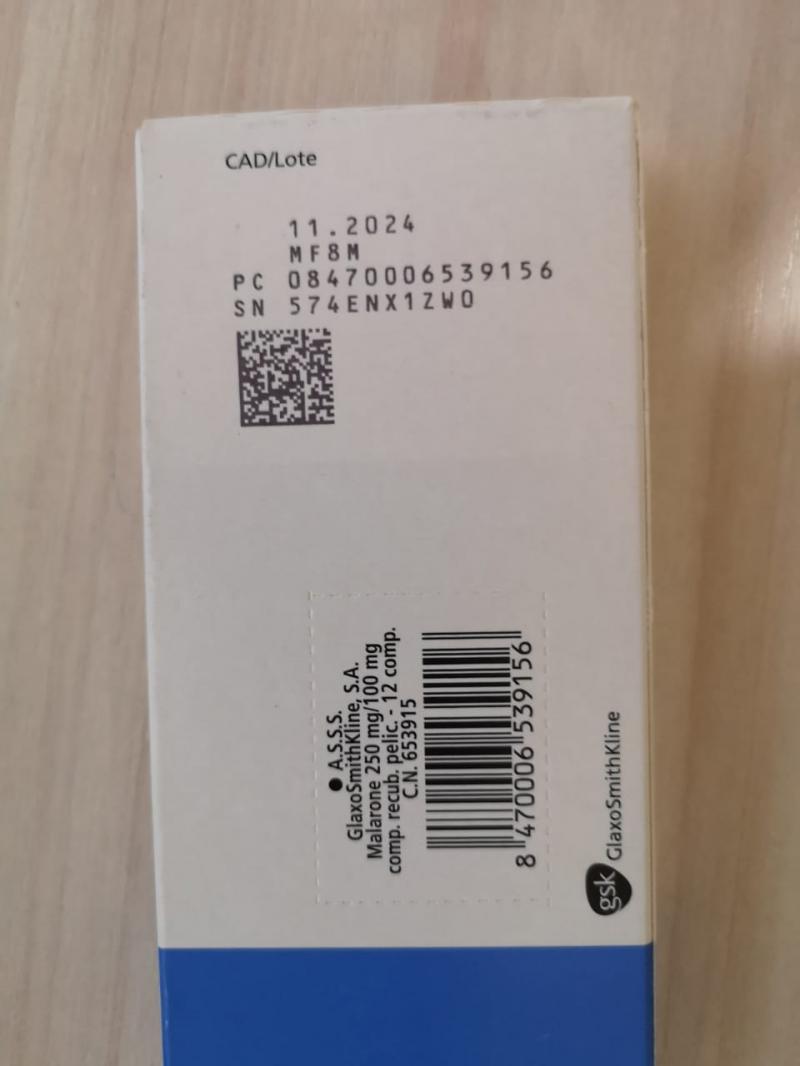 CAD/Lote
11.2024
MF8M
PC 08470006539156
SN 574ENX1ZW0
● A.S.S.S.
GlaxoSmithKline, S.A.
Malarone 250 mg/100 mg
comp. recub. pelic. - 12 comp.
C.N. 653915
8 470006 539156
gsk GlaxoSmithKline